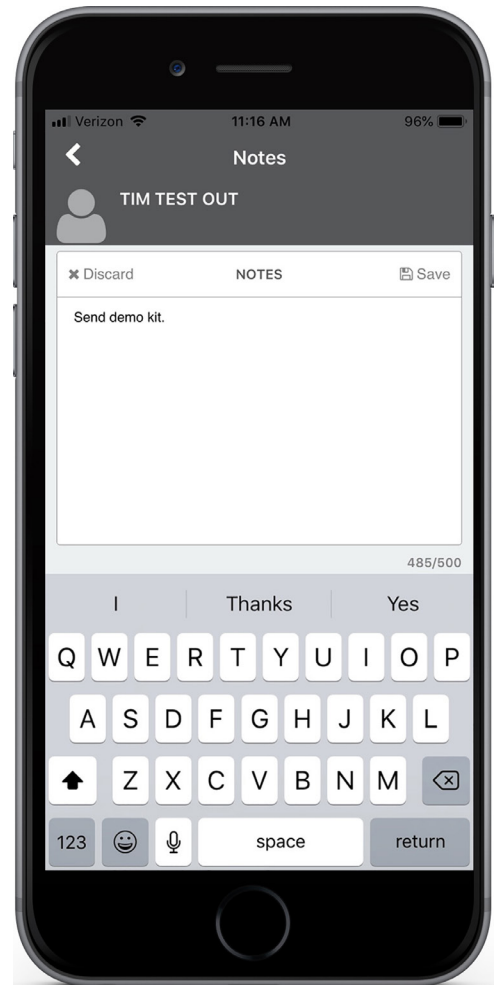 Verizon 11:16 AM 96%
Notes
TIM TEST OUT
✖ Discard NOTES Save
Send demo kit.
485/500
I Thanks Yes
Q W E R T Y U I O P
A S D F G H J K L
Z X C V B N M
123 space return